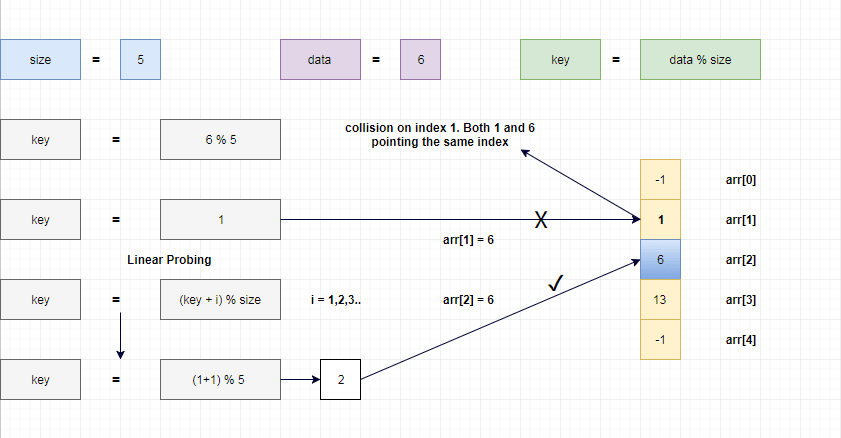 size = 5 data = 6 key = data % size
key = 6 % 5
collision on index 1. Both 1 and 6
pointing the same index
-1 arr[0]
key = 1 X 1 arr[1]
arr[1] = 6
Linear Probing 6 arr[2]
key = (key + i) % size i = 1,2,3.. arr[2] = 6 ✓ 13 arr[3]
-1 arr[4]
key = (1+1) % 5 2